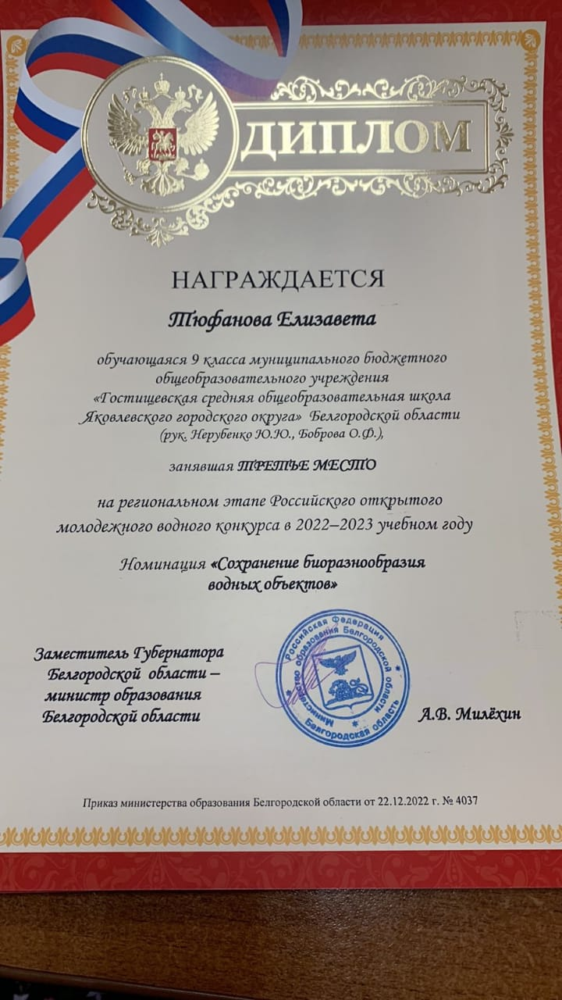 ДИПЛОМ
НАГРАЖДАЕТСЯ
Тюфанова Елизавета
обучающаяся 9 класса муниципального бюджетного
общеобразовательного учреждения
«Гостищевская средняя общеобразовательная школа
Яковлевского городского округа» Белгородской области
(рук. Нерубенко Ю.Ю., Боброва О.Ф.),
занявшая ТРЕТЬЕ МЕСТО
на региональном этапе Российского открытого
молодежного водного конкурса в 2022–2023 учебном году
Номинация «Сохранение биоразнообразия
водных объектов»
Заместитель Губернатора
Белгородской области –
министр образования
Белгородской области
Российская Федерация
Белгородская область
Министерство образования Белгородской области
А.В. Милёхин
Приказ министерства образования Белгородской области от 22.12.2022 г. № 4037